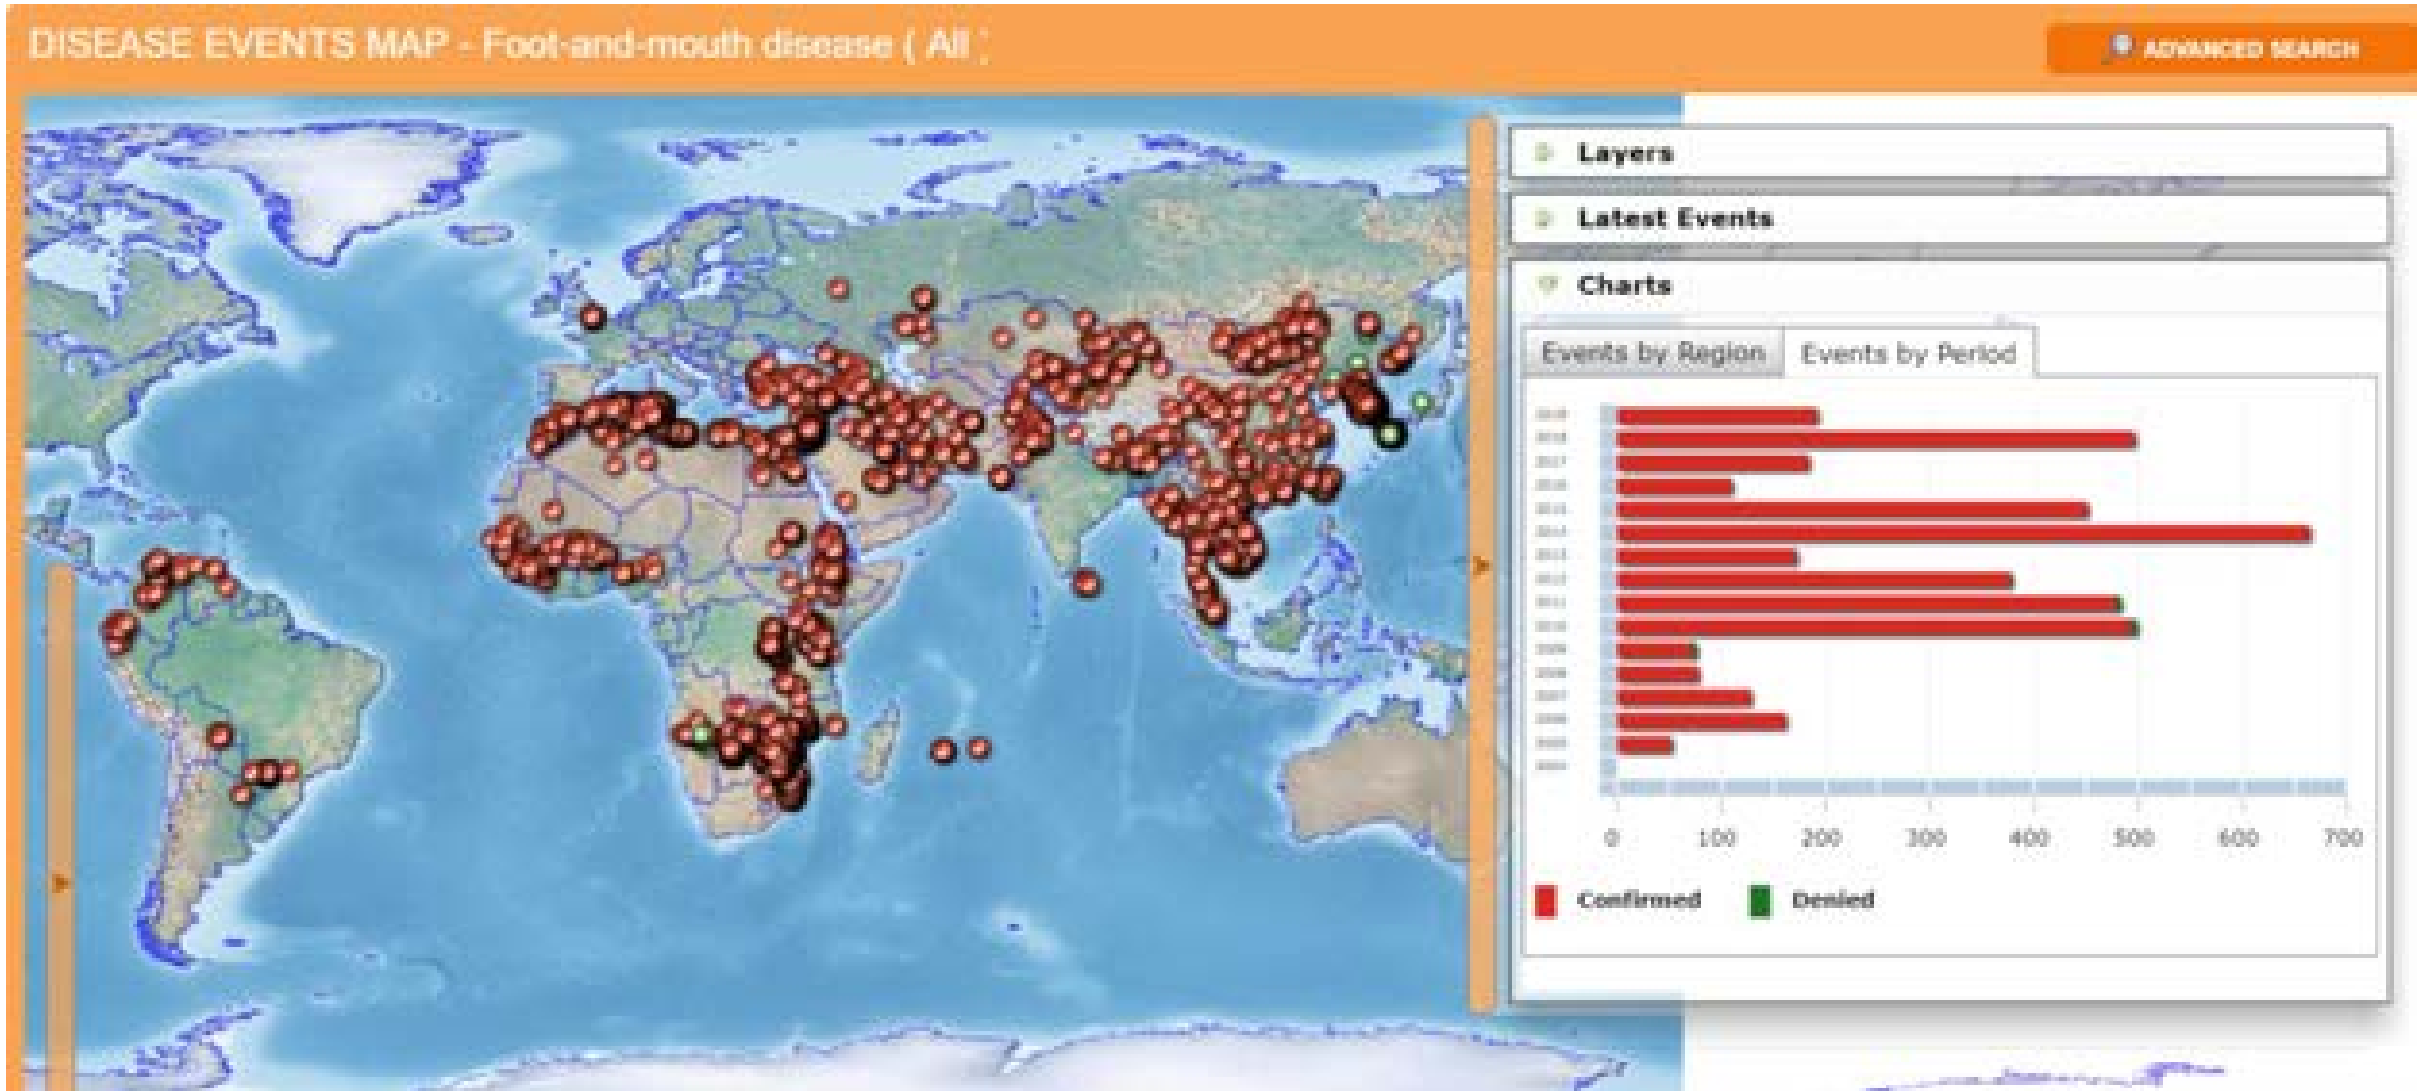 DISEASE EVENTS MAP - Foot-and-mouth disease ( All
ADVANCED SEARCH
Layers
Latest Events
Charts
Events by Region
Events by Period
0 100 200 300 400 500 600 700
Confirmed
Denied